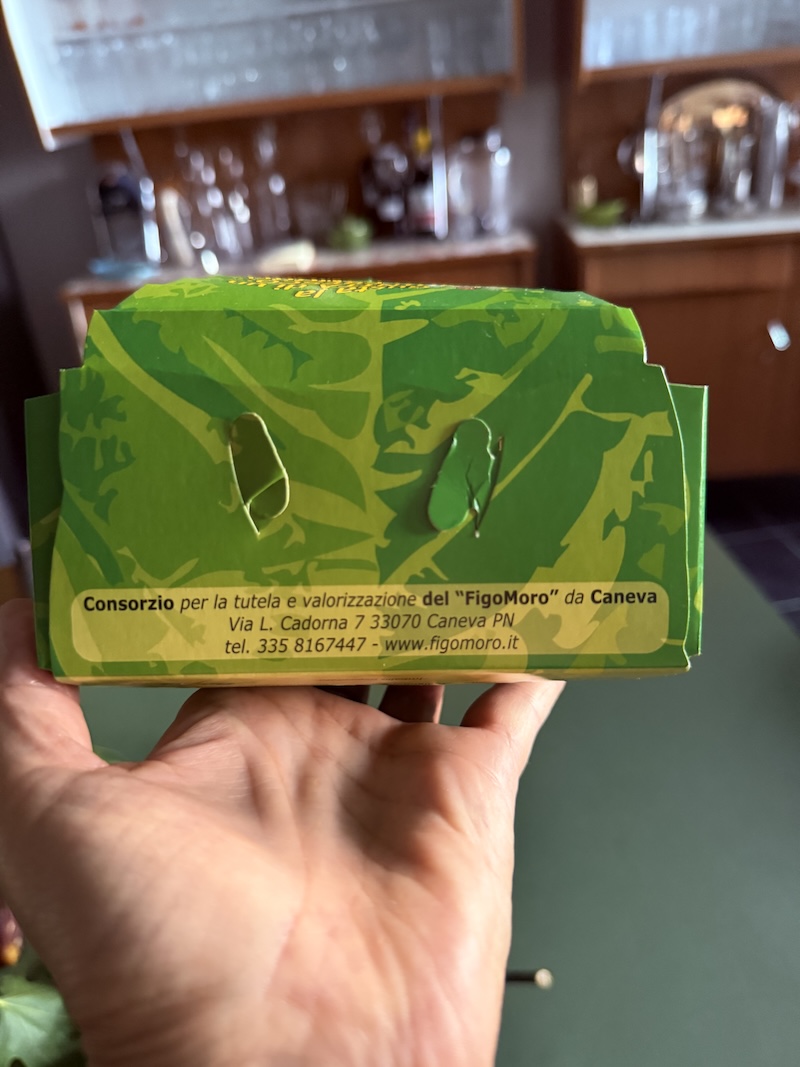 Consorzio per la tutela e valorizzazione del “FigoMoro” da Caneva
Via L. Cadorna 7 33070 Caneva PN
tel. 335 8167447 - www.figomoro.it